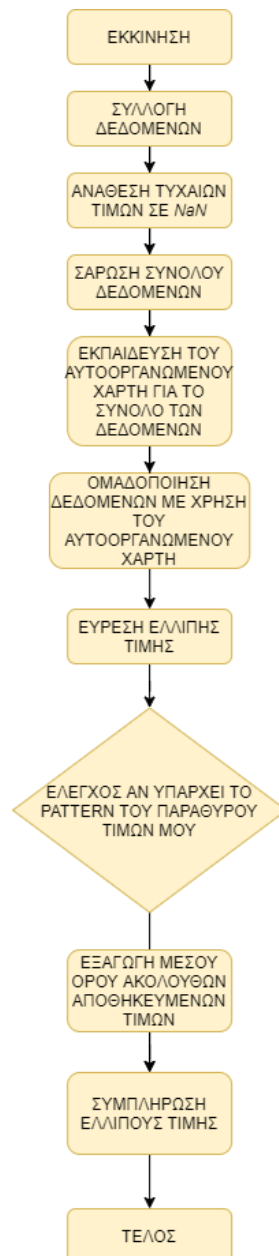 ΕΚΚΙΝΗΣΗ
ΣΥΛΛΟΓΗ
ΔΕΔΟΜΕΝΩΝ
ΑΝΑΘΕΣΗ ΤΥΧΑΙΩΝ
ΤΙΜΩΝ ΣΕ NaN
ΣΑΡΩΣΗ ΣΥΝΟΛΟΥ
ΔΕΔΟΜΕΝΩΝ
ΕΚΠΑΙΔΕΥΣΗ ΤΟΥ
ΑΥΤΟΟΡΓΑΝΩΜΕΝΟΥ
ΧΑΡΤΗ ΓΙΑ ΤΟ
ΣΥΝΟΛΟ ΤΩΝ
ΔΕΔΟΜΕΝΩΝ
ΟΜΑΔΟΠΟΙΗΣΗ
ΔΕΔΟΜΕΝΩΝ ΜΕ ΧΡΗΣΗ
ΤΟΥ
ΑΥΤΟΟΡΓΑΝΩΜΕΝΟΥ
ΧΑΡΤΗ
ΕΥΡΕΣΗ ΕΛΛΙΠΗΣ
ΤΙΜΗΣ
ΕΛΕΓΧΟΣ ΑΝ ΥΠΑΡΧΕΙ ΤΟ
PATTERN ΤΟΥ ΠΑΡΑΘΥΡΟΥ
ΤΙΜΩΝ ΜΟΥ
ΕΞΑΓΩΓΗ ΜΕΣΟΥ
ΟΡΟΥ ΑΚΟΛΟΥΘΩΝ
ΑΠΟΘΗΚΕΥΜΕΝΩΝ
ΤΙΜΩΝ
ΣΥΜΠΛΗΡΩΣΗ
ΕΛΛΙΠΟΥΣ ΤΙΜΗΣ
ΤΕΛΟΣ